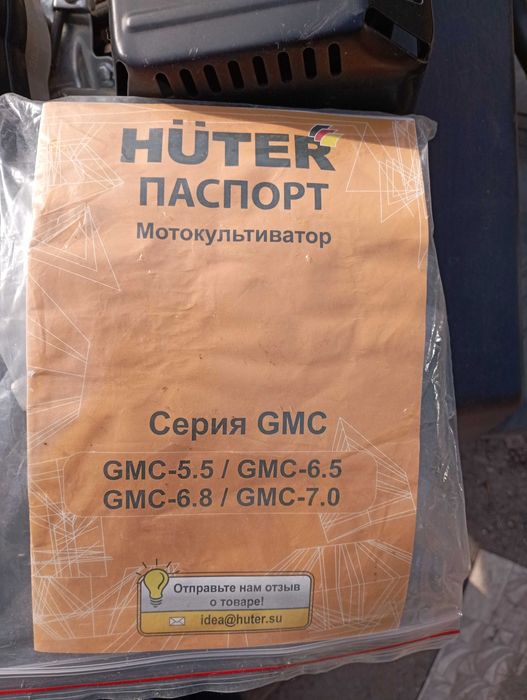 HÜTER
ПАСПОРТ
Мотокультиватор
Серия GMC
GMC-5.5 / GMC-6.5
GMC-6.8 / GMC-7.0
Отправьте нам отзыв
о товаре!
idea@huter.su